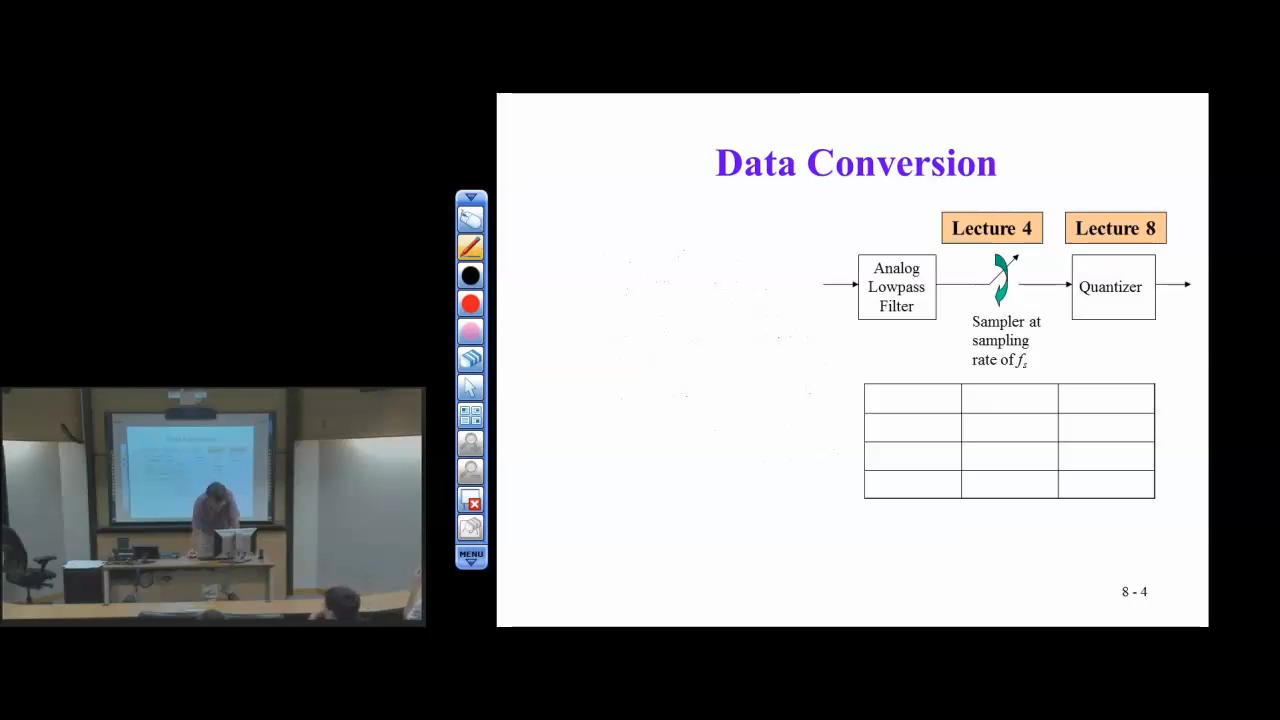 Data Conversion
Lecture 4
Lecture 8
Analog
Lowpass
Filter
Quantizer
Sampler at
sampling
rate of fs
MENU
8 - 4